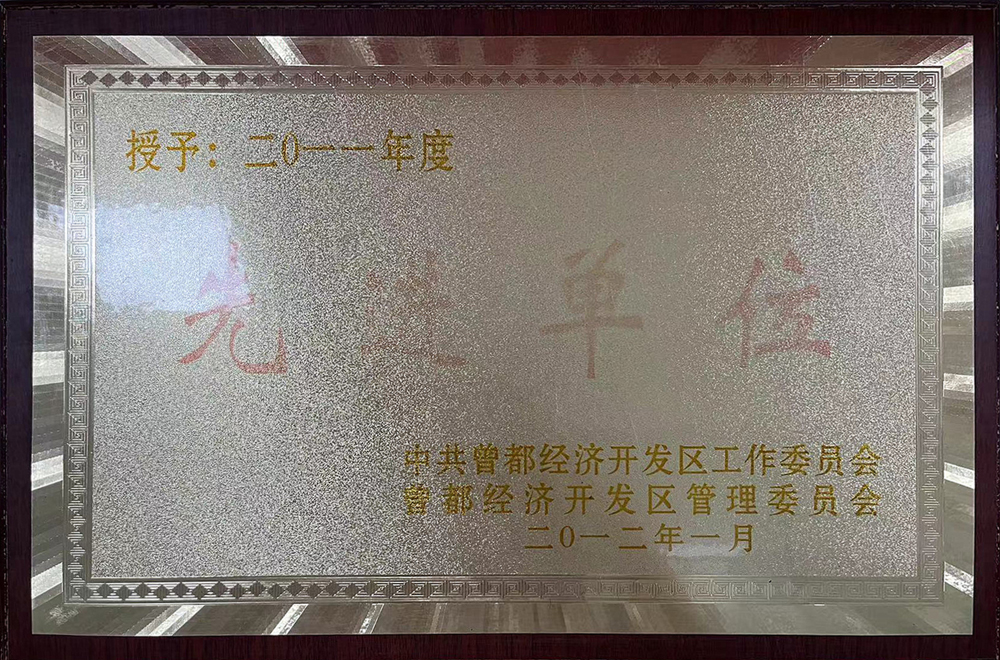 授予：二0一一年度
先进单位
中共曾都经济开发区工作委员会
曾都经济开发区管理委员会
二0一二年一月